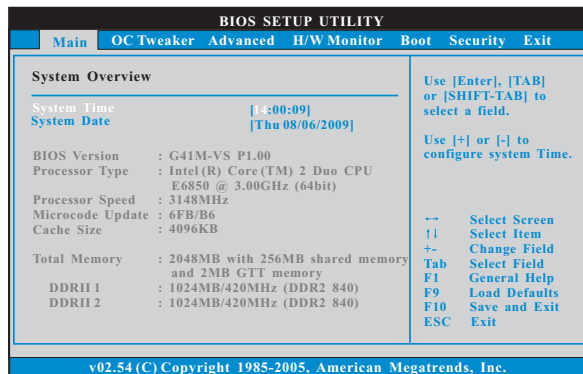 BIOS SETUP UTILITY
Main OC Tweaker Advanced H/W Monitor Boot Security Exit
System Overview
System Time [14:00:09]
System Date [Thu 08/06/2009]
BIOS Version : G41M-VS P1.00
Processor Type : Intel (R) Core (TM) 2 Duo CPU
E6850 @ 3.00GHz (64bit)
Processor Speed : 3148MHz
Microcode Update : 6FB/B6
Cache Size : 4096KB
Total Memory : 2048MB with 256MB shared memory
and 2MB GTT memory
DDRII 1 : 1024MB/420MHz (DDR2 840)
DDRII 2 : 1024MB/420MHz (DDR2 840)
Use [Enter], [TAB]
or [SHIFT-TAB] to
select a field.
Use [+] or [-] to
configure system Time.
←→ Select Screen
↑↓ Select Item
+- Change Field
Tab Select Field
F1 General Help
F9 Load Defaults
F10 Save and Exit
ESC Exit
v02.54 (C) Copyright 1985-2005, American Megatrends, Inc.